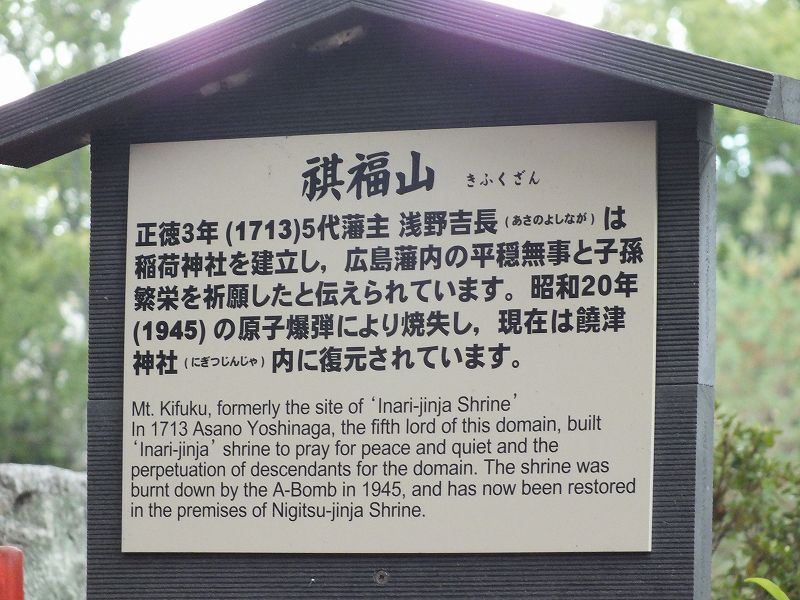 祺福山 きふくざん
正徳3年(1713)5代藩主 浅野吉長(あさのよしなが)は
稲荷神社を建立し，広島藩内の平穏無事と子孫
繁栄を祈願したと伝えられています。昭和20年
(1945)の原子爆弾により焼失し，現在は饒津
神社(にぎつじんじゃ)内に復元されています。
Mt. Kifuku, formerly the site of ‘Inari-jinja Shrine’
In 1713 Asano Yoshinaga, the fifth lord of this domain, built
‘Inari-jinja’ shrine to pray for peace and quiet and the
perpetuation of descendants for the domain. The shrine was
burnt down by the A-Bomb in 1945, and has now been restored
in the premises of Nigitsu-jinja Shrine.